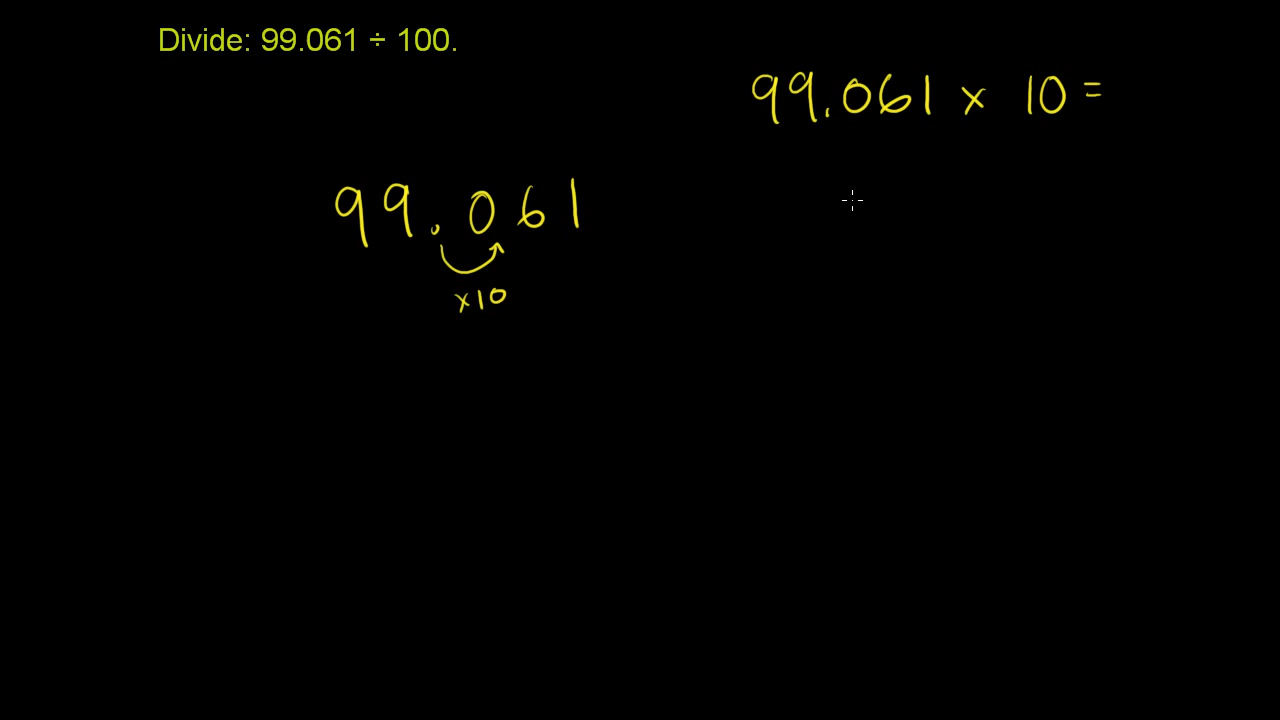 Divide: 99.061 ÷ 100.
99.061 x 10 =
99.061
x10